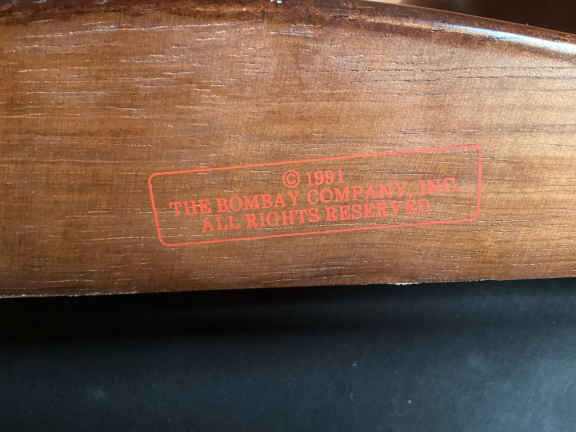 © 1991
THE BOMBAY COMPANY, INC.
ALL RIGHTS RESERVED